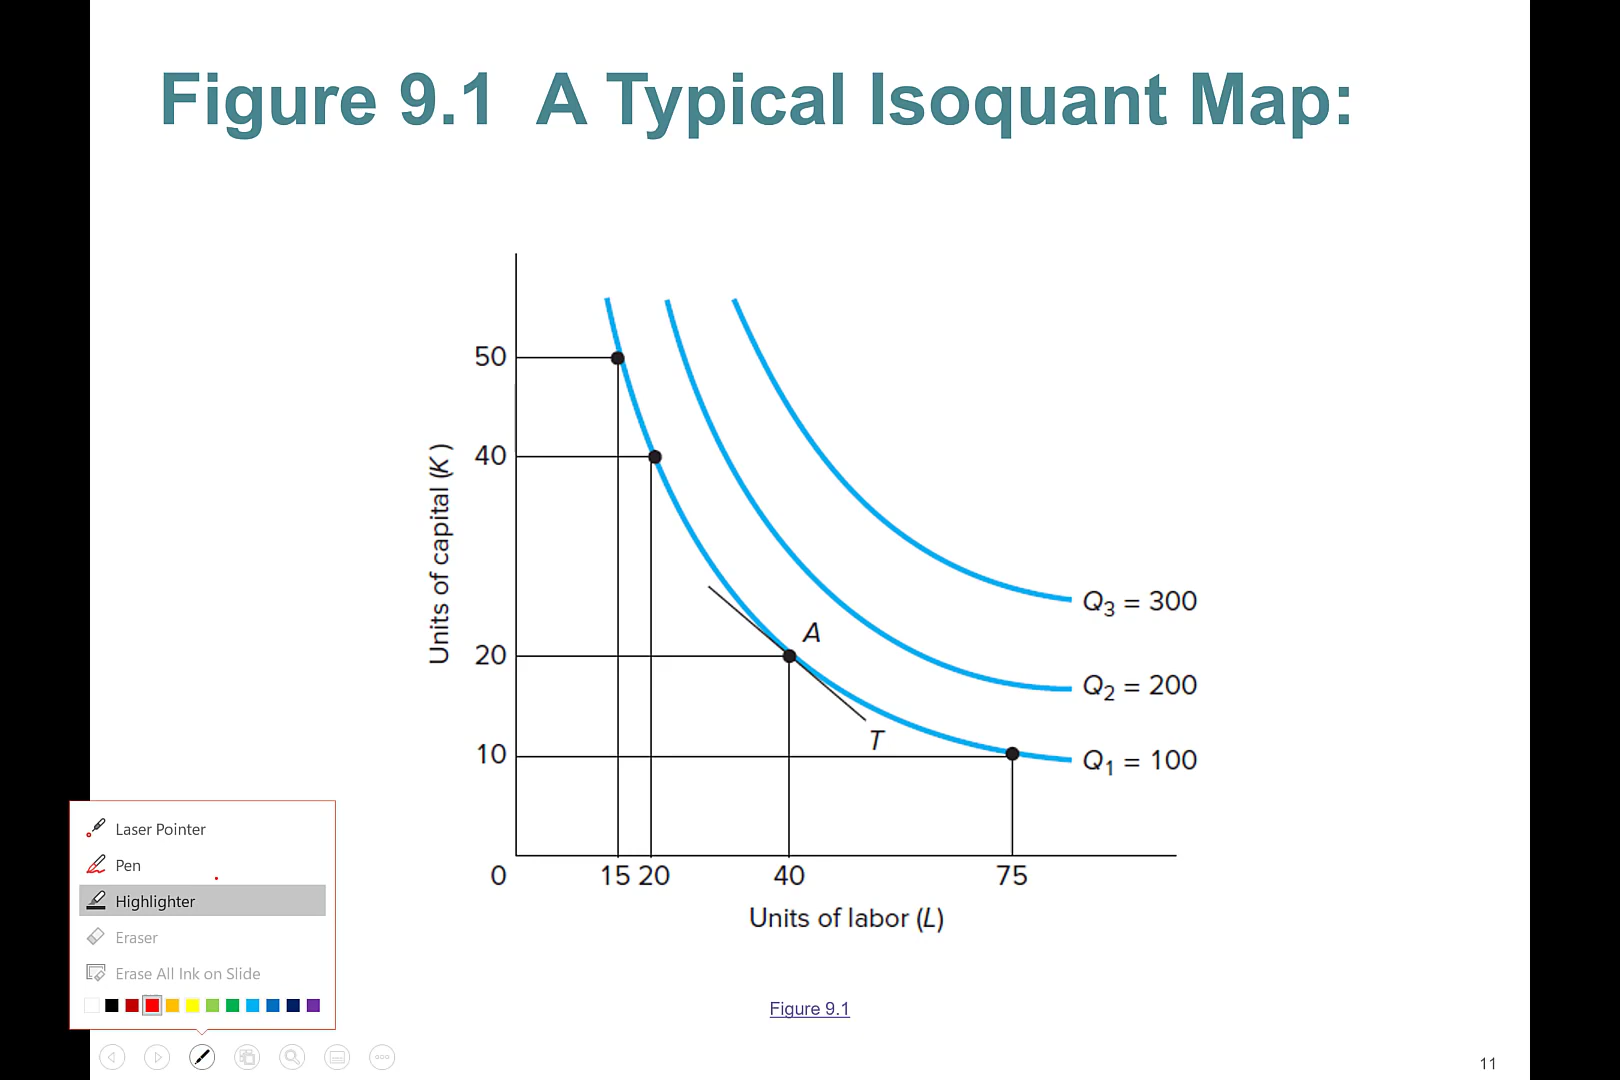 Figure 9.1 A Typical Isoquant Map:
50
40
20
10
0
15 20 40 75
Units of capital (K)
Units of labor (L)
A
T
Q3 = 300
Q2 = 200
Q1 = 100
Figure 9.1
Laser Pointer
Pen
Highlighter
Eraser
Erase All Ink on Slide
11